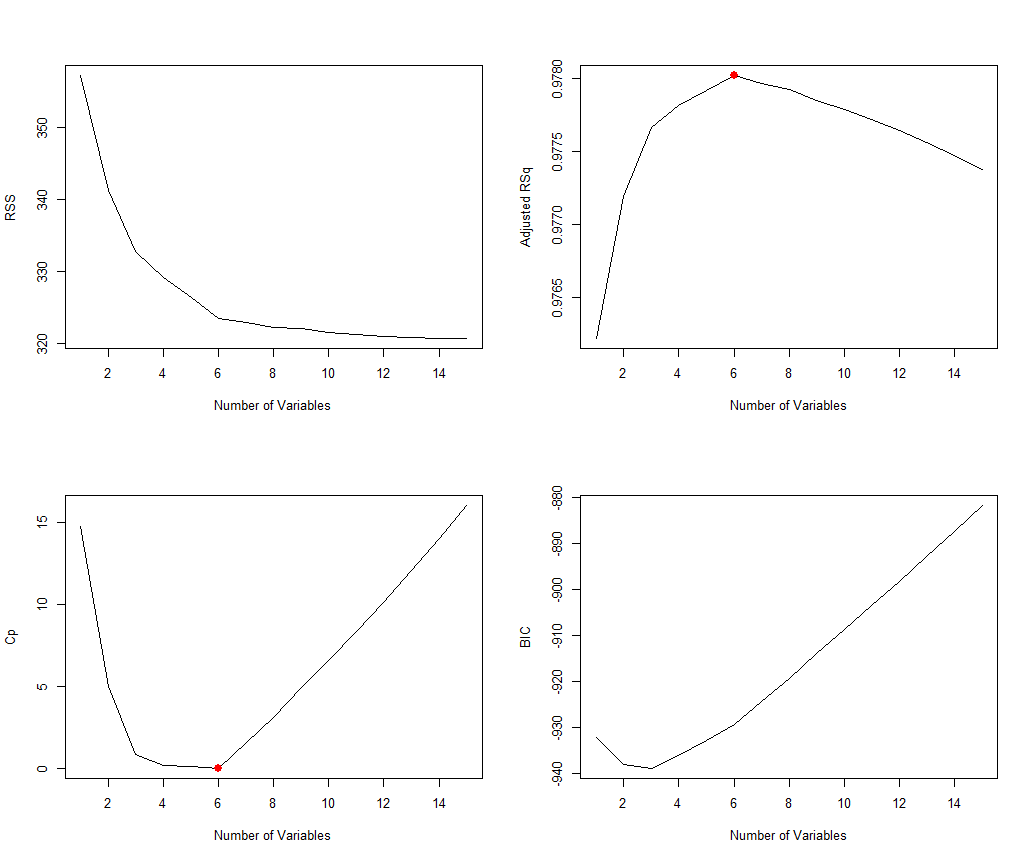 RSS
350
340
330
320
2 4 6 8 10 12 14
Number of Variables
Adjusted RSq
0.9780
0.9775
0.9770
0.9765
2 4 6 8 10 12 14
Number of Variables
Cp
15
10
5
0
2 4 6 8 10 12 14
Number of Variables
BIC
-880
-890
-900
-910
-920
-930
-940
2 4 6 8 10 12 14
Number of Variables